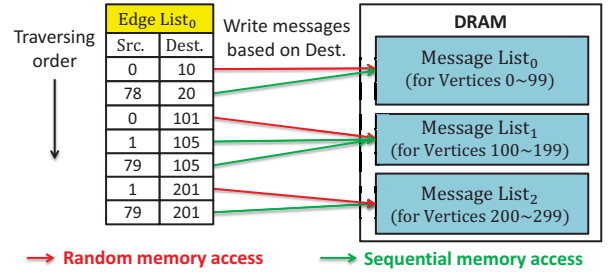 Traversing
order
Edge List₀
Src. Dest.
0 10
78 20
0 101
1 105
79 105
1 201
79 201
Write messages
based on Dest.
DRAM
Message List₀
(for Vertices 0~99)
Message List₁
(for Vertices 100~199)
Message List₂
(for Vertices 200~299)
Random memory access
Sequential memory access